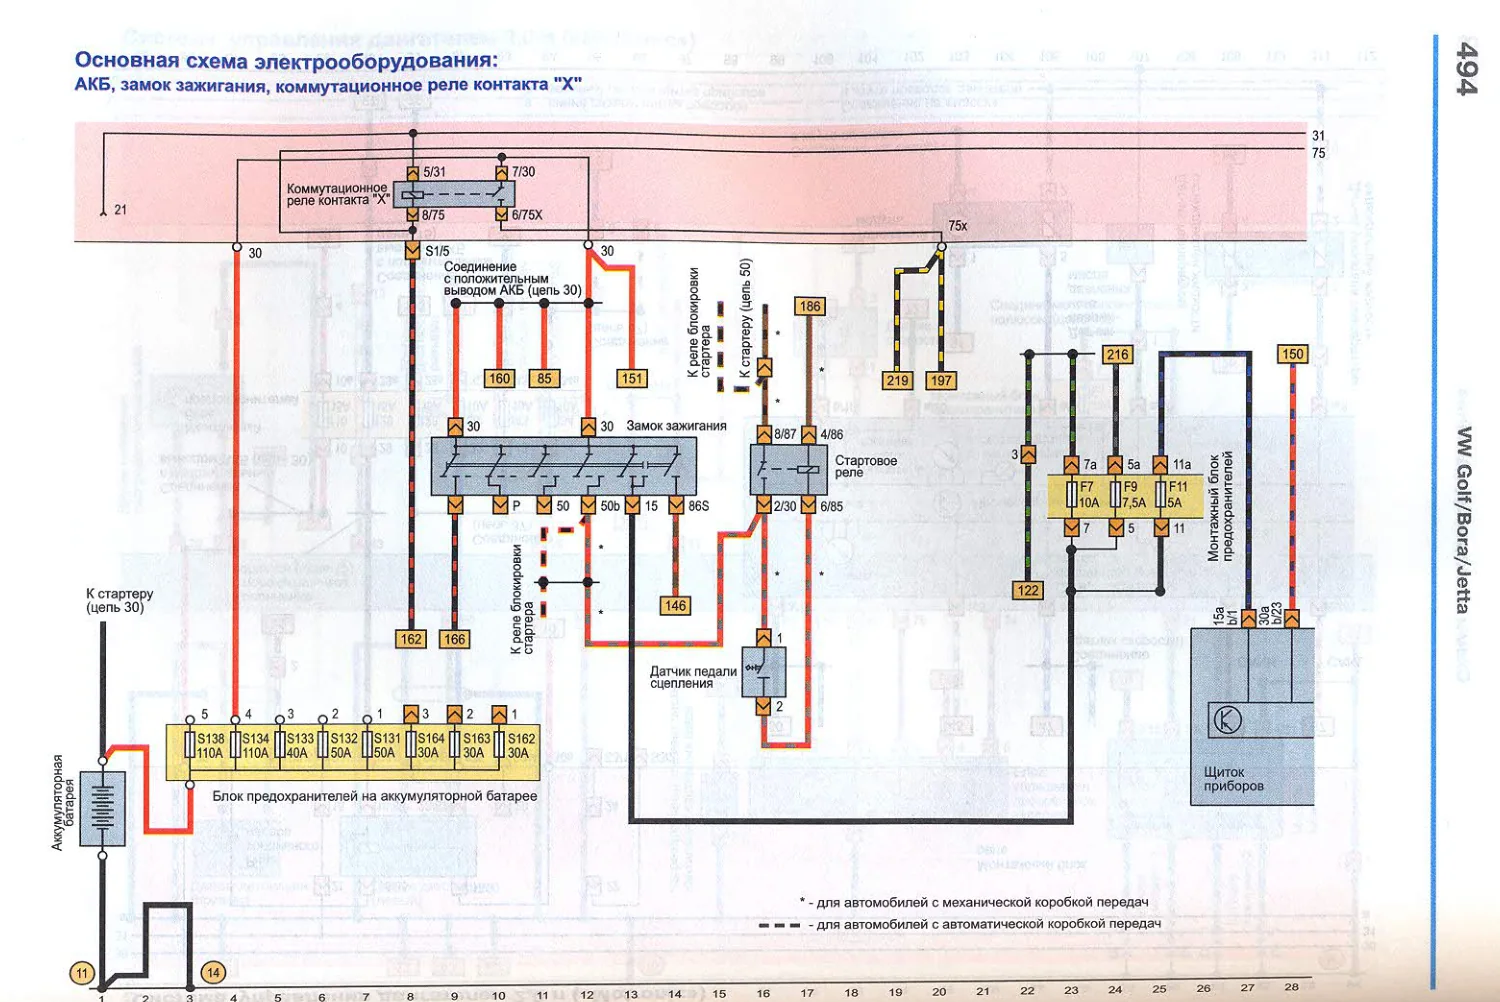 Основная схема электрооборудования:
АКБ, замок зажигания, коммутационное реле контакта "Х"
494
VW Golf/Bora/Jetta
31
75
5/31
7/30
Коммутационное
реле контакта "Х"
21
8/75
6/75X
75x
30
S1/5
30
Соединение
с положительным
выводом АКБ (цепь 30)
К реле блокировки
стартера
К стартеру (цепь 50)
*
*
186
*
160
85
151
219
197
216
150
30
30
Замок зажигания
8/87
4/86
Стартовое
реле
3
7a
5a
11a
F7
10A
F9
7,5A
F11
5A
Монтажный блок
предохранителей
P
50
50b
15
86S
2/30
6/85
7
5
11
К реле блокировки
стартера
*
*
*
*
146
122
162
166
15a
b/1
30a
b/23
К стартеру
(цепь 30)
1
Датчик педали
сцепления
2
5
4
3
2
1
3
2
1
S138
110A
S134
110A
S133
40A
S132
50A
S131
50A
S164
30A
S163
30A
S162
30A
Блок предохранителей на аккумуляторной батарее
Аккумуляторная
батарея
Щиток
приборов
* - для автомобилей с механической коробкой передач
- для автомобилей с автоматической коробкой передач
11
14
1 2 3 4 5 6 7 8 9 10 11 12 13 14 15 16 17 18 19 20 21 22 23 24 25 26 27 28